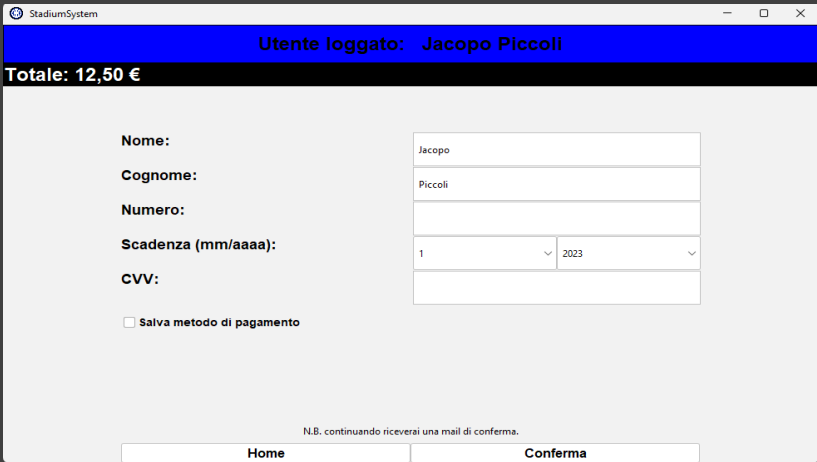 StadiumSystem
Utente loggato: Jacopo Piccoli
Totale: 12,50 €
Nome: Jacopo
Cognome: Piccoli
Numero:
Scadenza (mm/aaaa): 1 2023
CVV:
Salva metodo di pagamento
N.B. continuando riceverai una mail di conferma.
Home Conferma